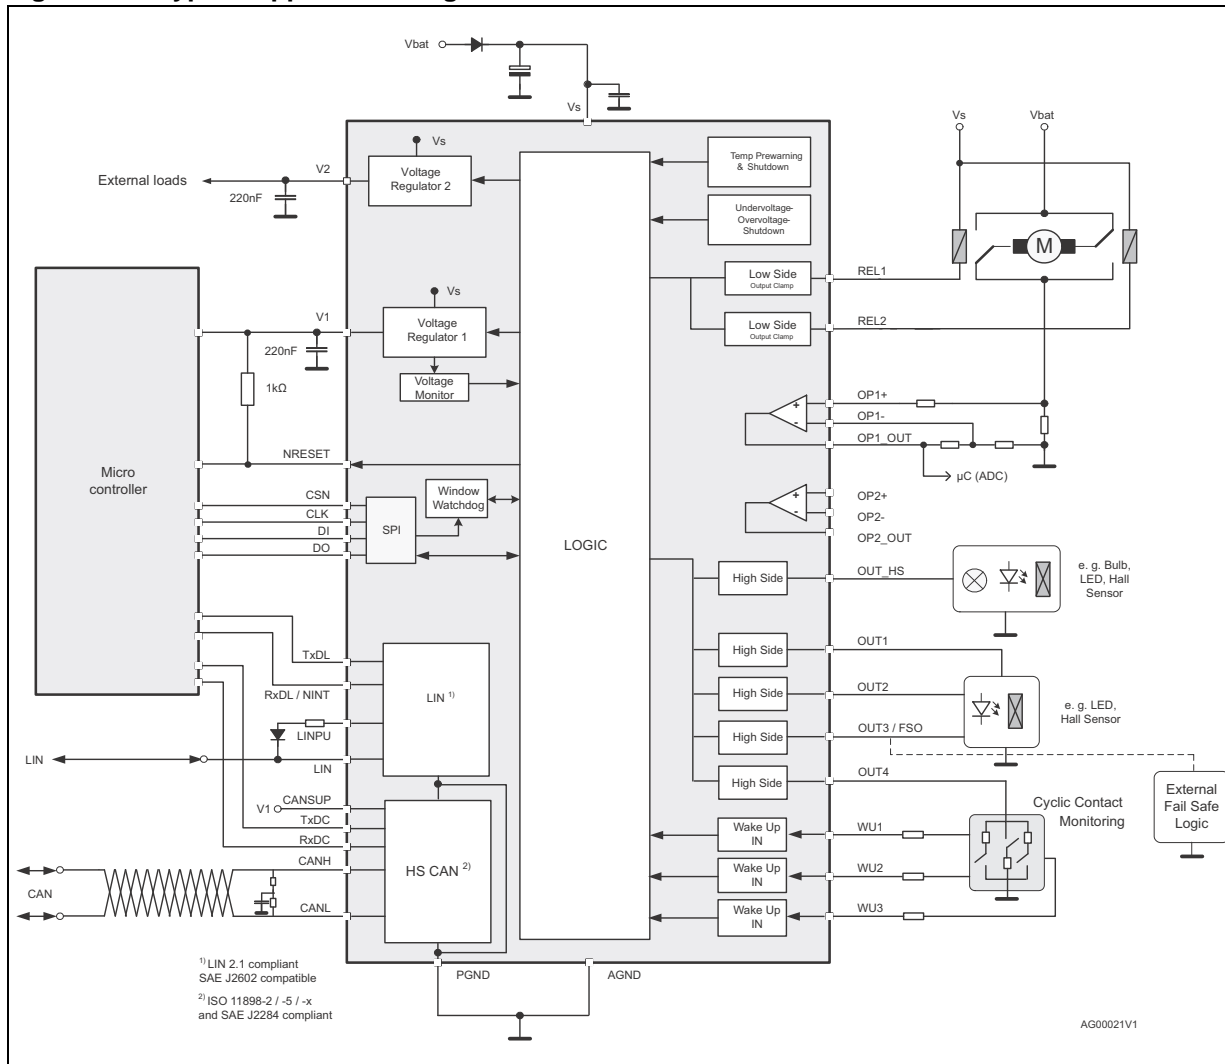 Vbat
Vs
Vs
Vbat
Vs
V2
Voltage
Regulator 2
External loads
220nF
Temp Prewarning
& Shutdown
Undervoltage-
Overvoltage-
Shutdown
M
Low Side
Output Clamp
REL1
Low Side
Output Clamp
REL2
Vs
V1
Voltage
Regulator 1
220nF
1kΩ
Voltage
Monitor
NRESET
Micro
controller
CSN
CLK
DI
DO
SPI
Window
Watchdog
LOGIC
+
-
OP1+
OP1-
OP1_OUT
µC (ADC)
+
-
OP2+
OP2-
OP2_OUT
High Side
OUT_HS
e. g. Bulb,
LED, Hall
Sensor
High Side
OUT1
High Side
OUT2
High Side
OUT3 / FSO
e. g. LED,
Hall Sensor
High Side
OUT4
TxDL
RxDL / NINT
LIN 1)
LINPU
LIN
LIN
V1
CANSUP
TxDC
RxDC
CANH
HS CAN 2)
CAN
CANL
Cyclic Contact
Monitoring
External
Fail Safe
Logic
Wake Up
IN
WU1
Wake Up
IN
WU2
Wake Up
IN
WU3
PGND
AGND
1) LIN 2.1 compliant
SAE J2602 compatible
2) ISO 11898-2 / -5 / -x
and SAE J2284 compliant
AG00021V1